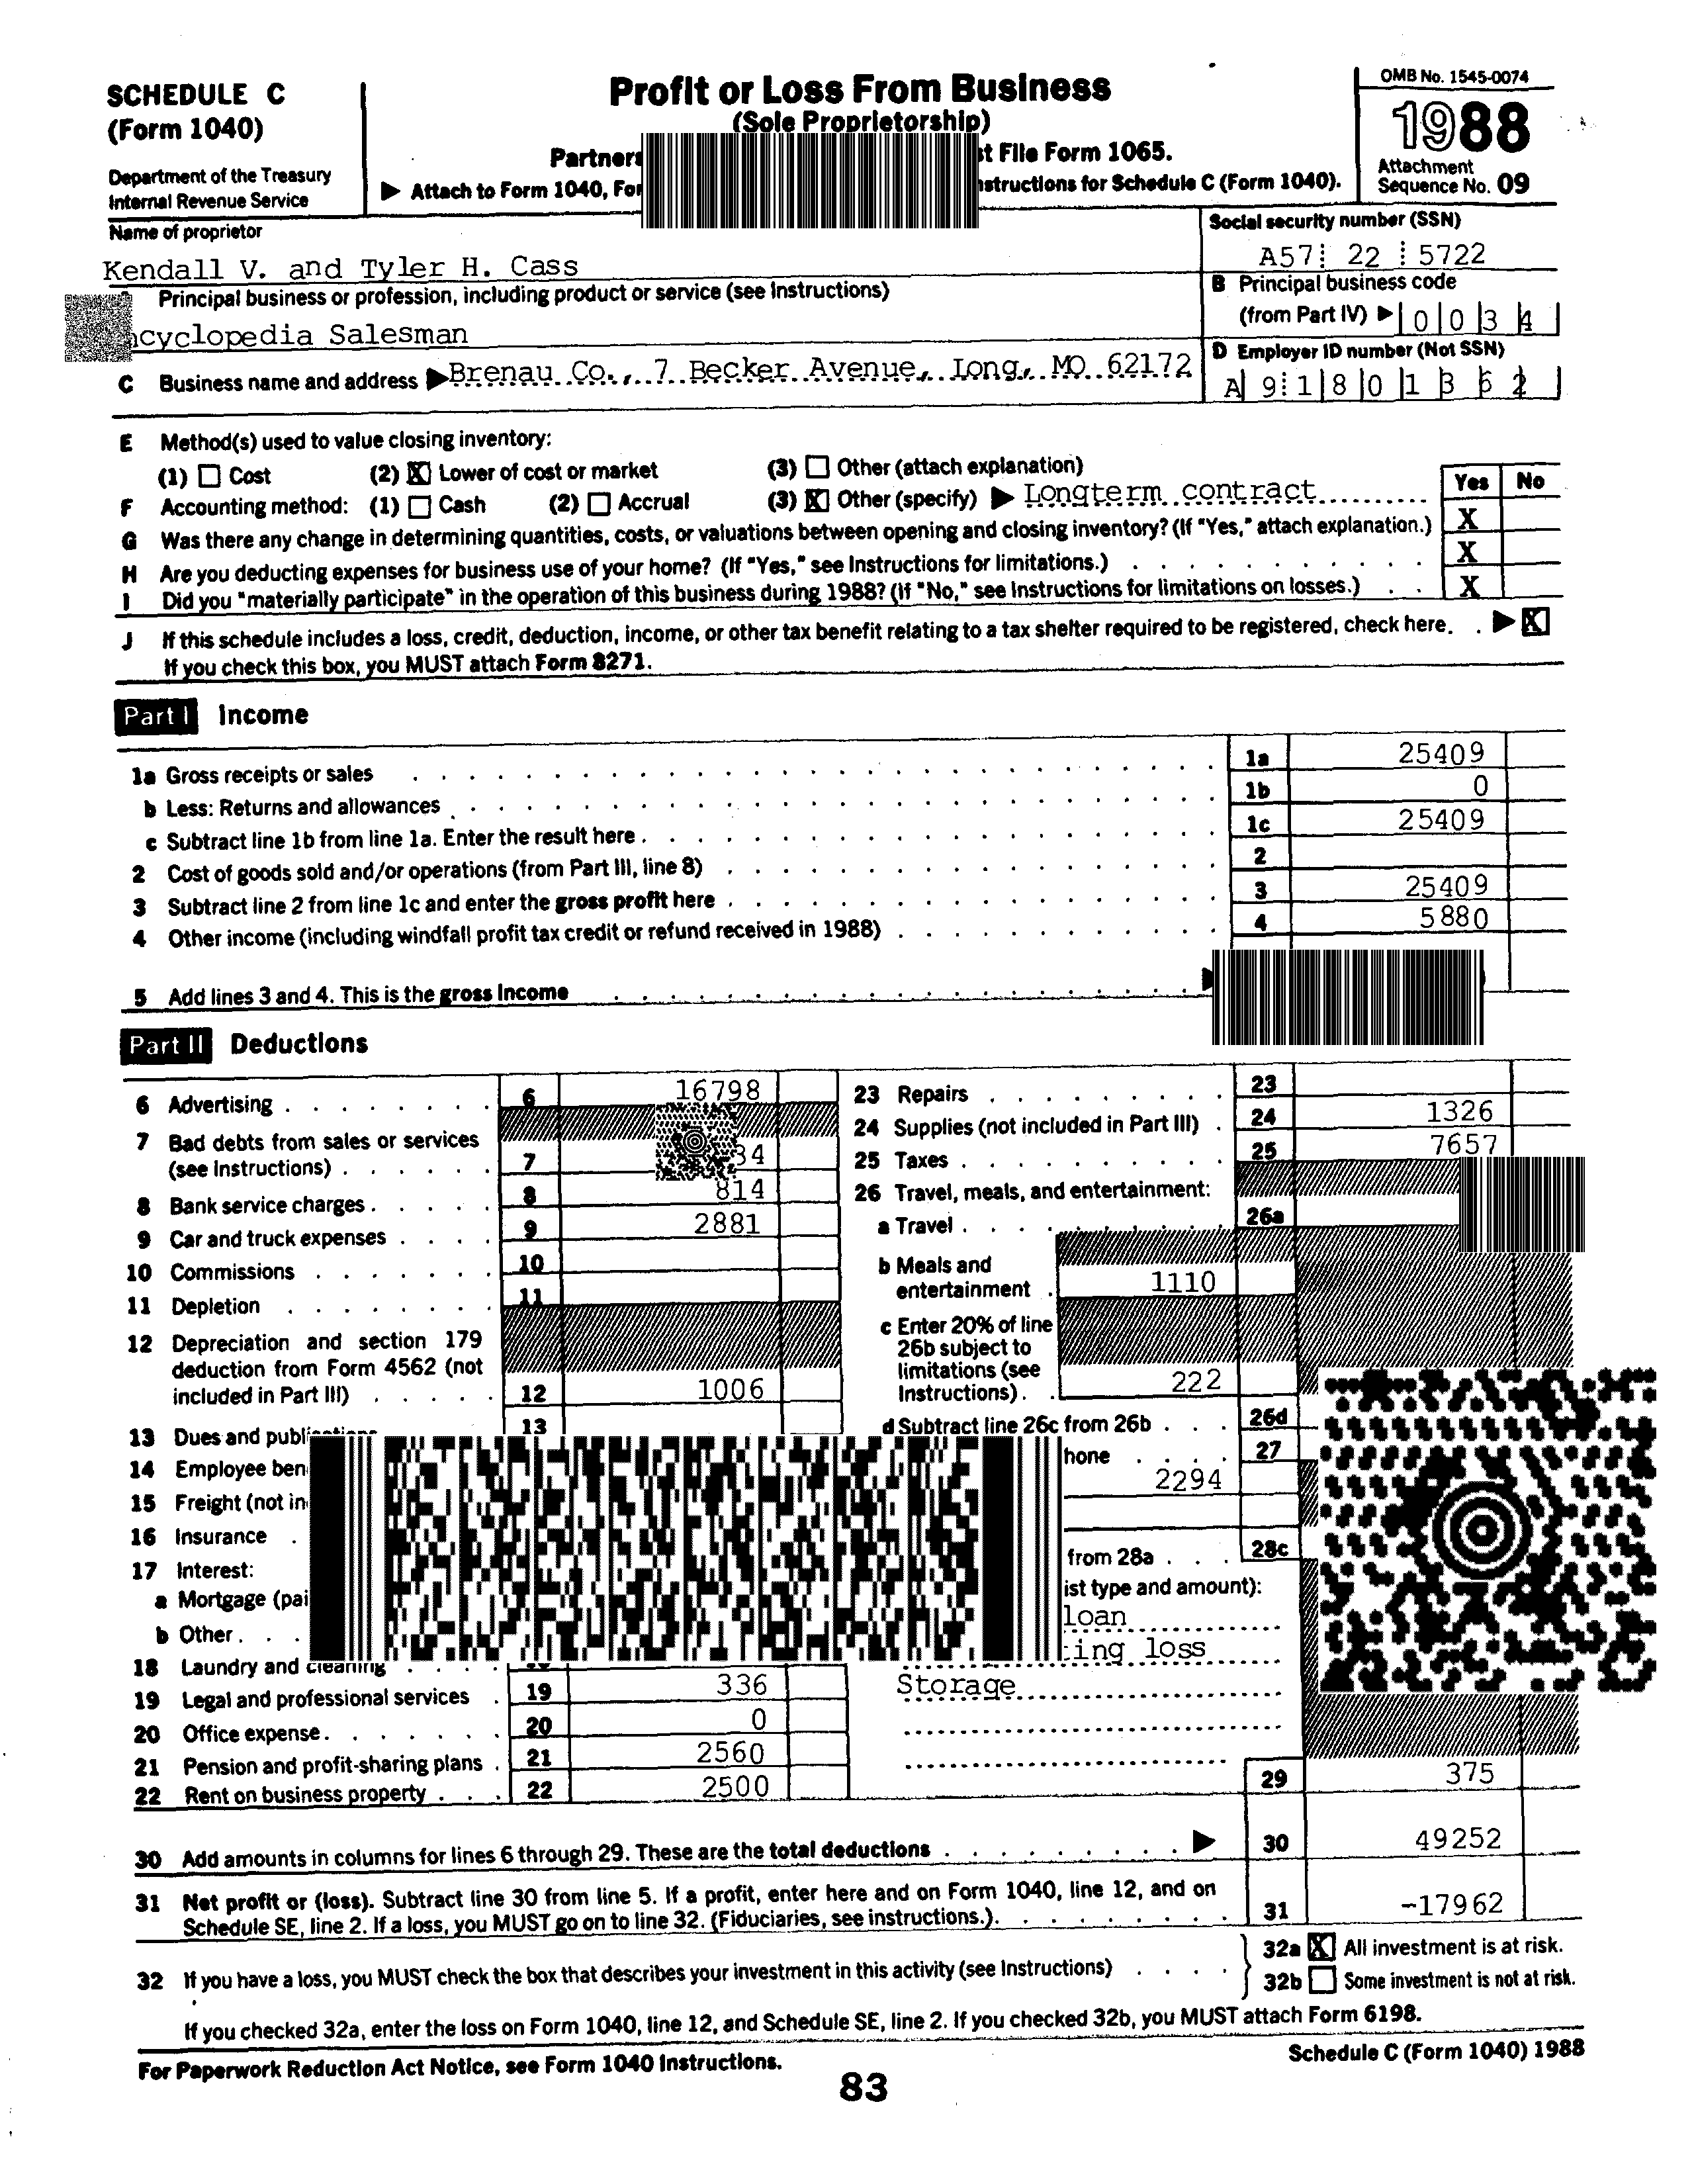 SCHEDULE C
(Form 1040)
Department of the Treasury
Internal Revenue Service
Profit or Loss From Business
(Sole Proprietorship)
File Form 1065.
▶ Attach to Form 1040, for Schedule C (Form 1040).
OMB No. 1545-0074
1988
Attachment
Sequence No. 09
Name of proprietor
Kendall V. and Tyler H. Cass
Social security number (SSN)
A57 22 5722
Principal business or profession, including product or service (see Instructions)
Salesman
B Principal business code
(from Part IV) ▶ 0 0 3 4
C Business name and address ▶ Brenau Co., 7 Becker Avenue, Long, MO 62172
D Employer ID number (Not SSN)
A 9 1 8 0 1 3 6 2
E Method(s) used to value closing inventory:
(1) ☐ Cost (2) ☒ Lower of cost or market (3) ☐ Other (attach explanation)
F Accounting method: (1) ☐ Cash (2) ☐ Accrual (3) ☒ Other (specify) ▶ Longterm contract
Yes No
G Was there any change in determining quantities, costs, or valuations between opening and closing inventory? (If "Yes," attach explanation.) X
H Are you deducting expenses for business use of your home? (If "Yes," see Instructions for limitations.) X
I Did you "materially participate" in the operation of this business during 1988? (If "No," see Instructions for limitations on losses.) X
J If this schedule includes a loss, credit, deduction, income, or other tax benefit relating to a tax shelter required to be registered, check here. ▶ ☒
If you check this box, you MUST attach Form 8271.
Part I Income
1a Gross receipts or sales 1a 25409
b Less: Returns and allowances 1b 0
c Subtract line 1b from line 1a. Enter the result here 1c 25409
2 Cost of goods sold and/or operations (from Part III, line 8) 2
3 Subtract line 2 from line 1c and enter the gross profit here 3 25409
4 Other income (including windfall profit tax credit or refund received in 1988) 4 5880
5 Add lines 3 and 4. This is the gross income
Part II Deductions
6 Advertising 6 16798
7 Bad debts from sales or services
(see Instructions) 7
8 Bank service charges 8 814
9 Car and truck expenses 9 2881
10 Commissions 10
11 Depletion 11
12 Depreciation and section 179
deduction from Form 4562 (not
included in Part III) 12 1006
13 Dues and 13
14 Employee
15 Freight (not
16 Insurance
17 Interest:
a Mortgage
b Other
18 Laundry and cleaning
19 Legal and professional services 19 336
20 Office expense 20 0
21 Pension and profit-sharing plans 21 2560
22 Rent on business property 22 2500
23 Repairs 23
24 Supplies (not included in Part III) 24 1326
25 Taxes 25 7657
26 Travel, meals, and entertainment:
a Travel 26a
b Meals and
entertainment 1110
c Enter 20% of line
26b subject to
limitations (see
Instructions) 222
d Subtract line 26c from 26b 26d
27
2294
from 28a 28c
type and amount):
loan
loss
Storage
29 375
30 Add amounts in columns for lines 6 through 29. These are the total deductions ▶ 30 49252
31 Net profit or (loss). Subtract line 30 from line 5. If a profit, enter here and on Form 1040, line 12, and on
Schedule SE, line 2. If a loss, you MUST go on to line 32. (Fiduciaries, see instructions.) 31 -17962
32 If you have a loss, you MUST check the box that describes your investment in this activity (see Instructions)
32a ☒ All investment is at risk.
32b ☐ Some investment is not at risk.
If you checked 32a, enter the loss on Form 1040, line 12, and Schedule SE, line 2. If you checked 32b, you MUST attach Form 6198.
For Paperwork Reduction Act Notice, see Form 1040 Instructions.
Schedule C (Form 1040) 1988
83